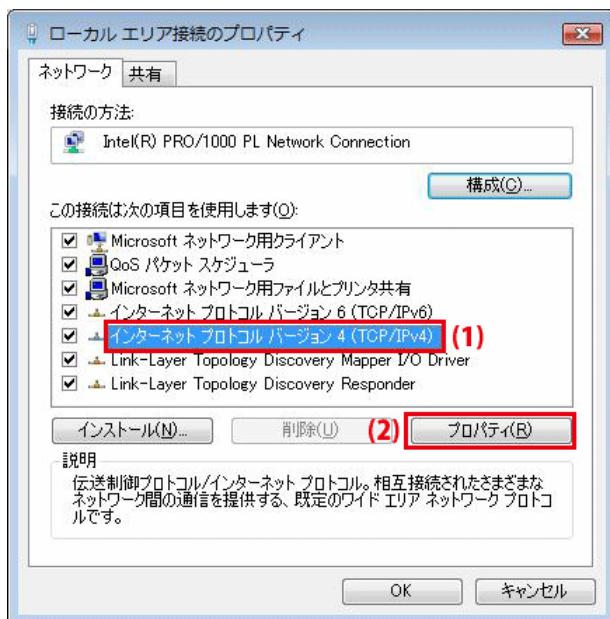 ローカル エリア接続のプロパティ
ネットワーク 共有
接続の方法:
Intel(R) PRO/1000 PL Network Connection
構成(C)...
この接続は次の項目を使用します(O):
Microsoft ネットワーク用クライアント
QoS パケット スケジューラ
Microsoft ネットワーク用ファイルとプリンタ共有
インターネット プロトコル バージョン 6 (TCP/IPv6)
インターネット プロトコル バージョン 4 (TCP/IPv4) (1)
Link-Layer Topology Discovery Mapper I/O Driver
Link-Layer Topology Discovery Responder
インストール(N)... 削除(U) (2) プロパティ(R)
説明
伝送制御プロトコル/インターネット プロトコル。相互接続されたさまざまな
ネットワーク間の通信を提供する、既定のワイド エリア ネットワーク プロトコ
ルです。
OK キャンセル